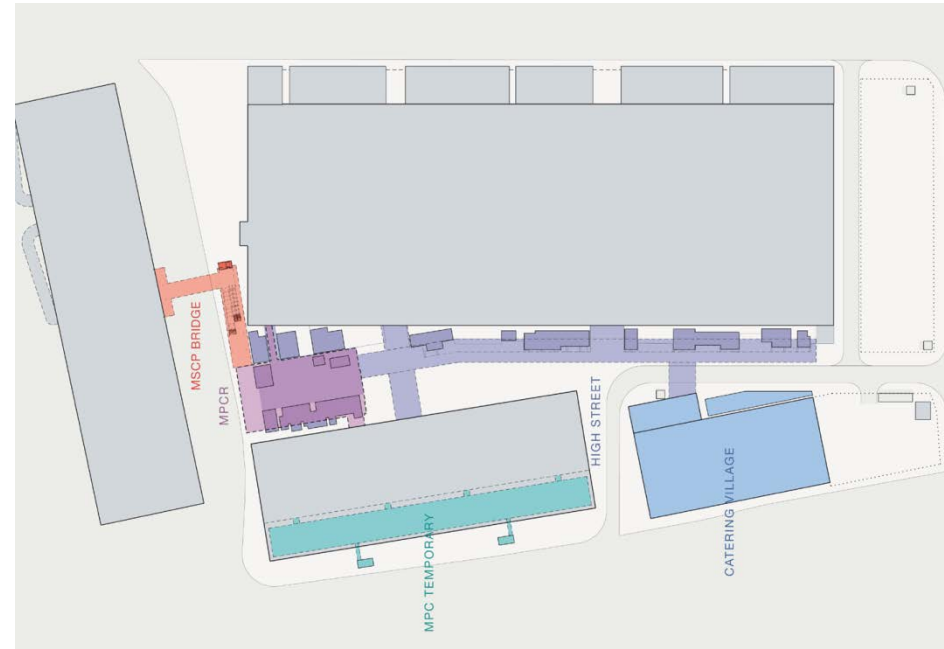 MSCP BRIDGE
MPCR
MPC TEMPORARY
HIGH STREET
CATERING VILLAGE